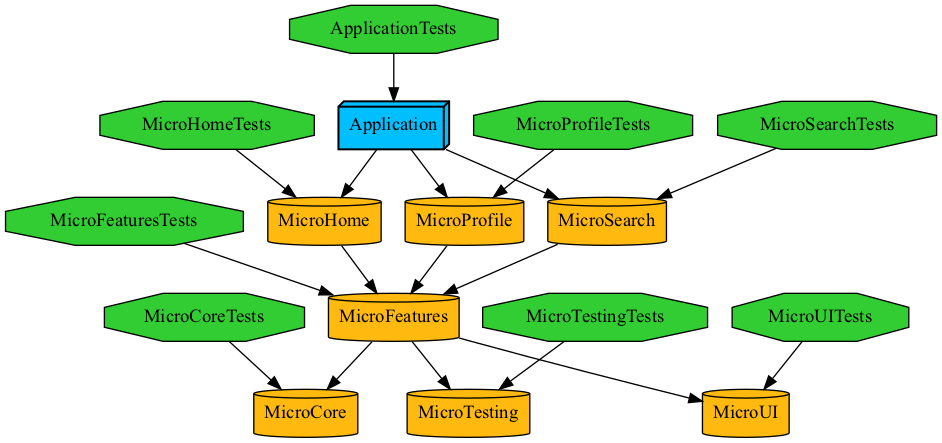 ApplicationTests
MicroHomeTests
Application
MicroProfileTests
MicroSearchTests
MicroFeaturesTests
MicroHome
MicroProfile
MicroSearch
MicroCoreTests
MicroFeatures
MicroTestingTests
MicroUITests
MicroCore
MicroTesting
MicroUI